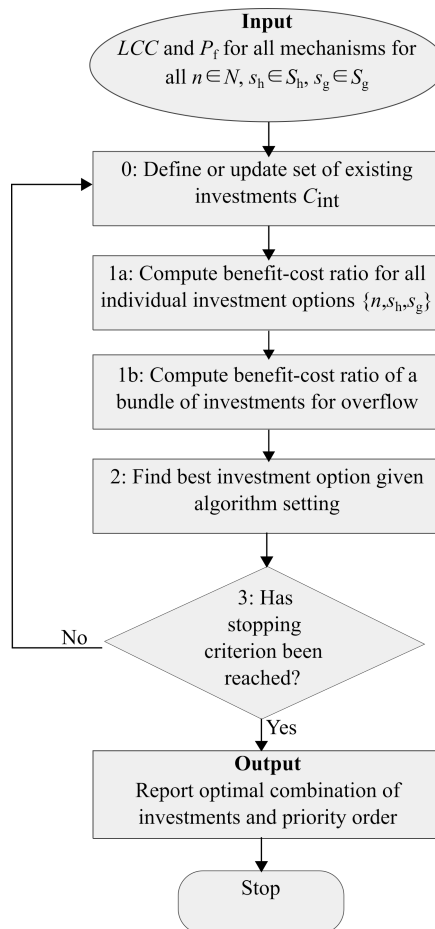 Input
LCC and Pf for all mechanisms for
all n ∈ N, sh ∈ Sh, sg ∈ Sg
0: Define or update set of existing
investments Cint
1a: Compute benefit-cost ratio for all
individual investment options {n,sh,sg}
1b: Compute benefit-cost ratio of a
bundle of investments for overflow
2: Find best investment option given
algorithm setting
3: Has
stopping
criterion been
reached?
No
Yes
Output
Report optimal combination of
investments and priority order
Stop